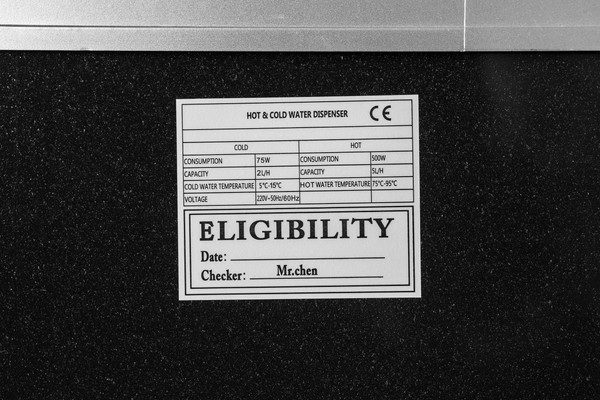 HOT & COLD WATER DISPENSER CE
COLD HOT
CONSUMPTION 75W CONSUMPTION 500W
CAPACITY 2L/H CAPACITY 5L/H
COLD WATER TEMPERATURE 5°C-15°C HOT WATER TEMPERATURE 75°C-95°C
VOLTAGE 220V~50Hz/60Hz
ELIGIBILITY
Date:
Checker: Mr.chen